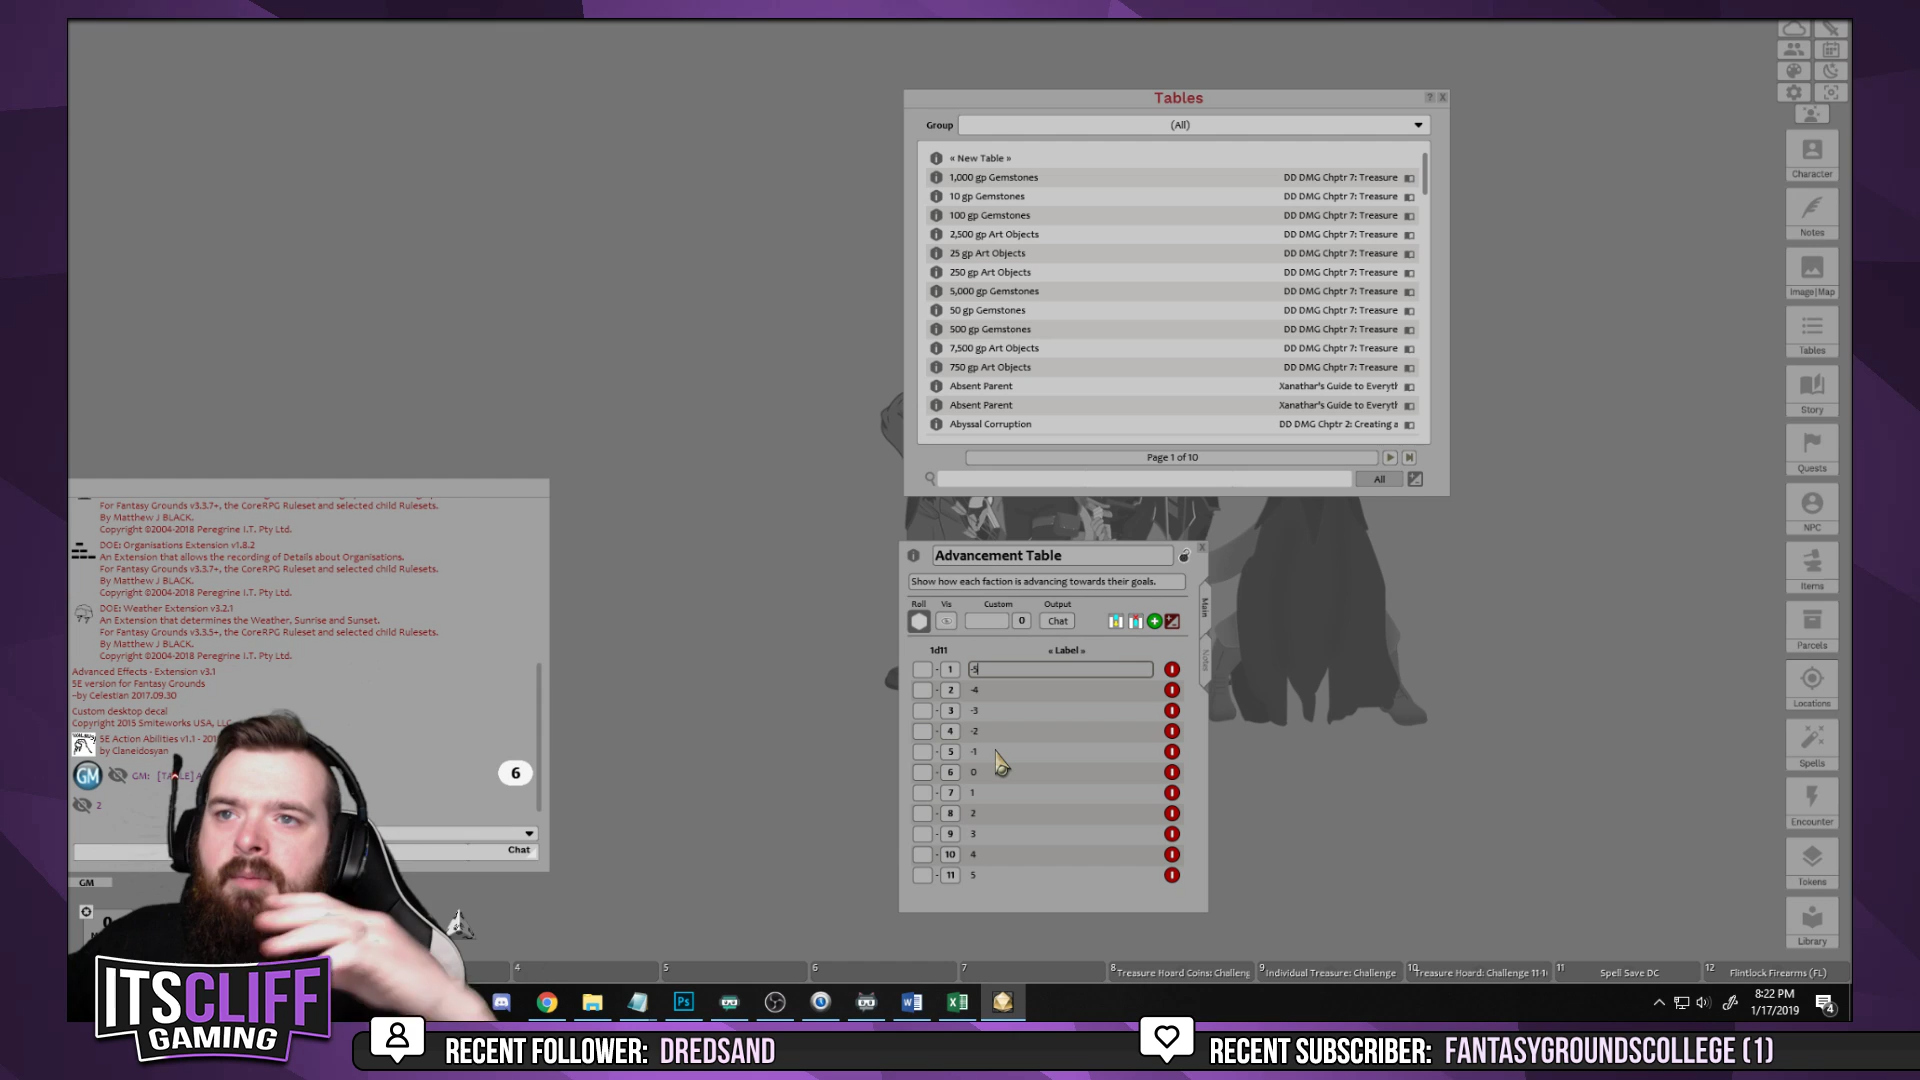 Tables
? X
Group
(All)
« New Table »
1,000 gp Gemstones DD DMG Chptr 7: Treasure
10 gp Gemstones DD DMG Chptr 7: Treasure
100 gp Gemstones DD DMG Chptr 7: Treasure
2,500 gp Art Objects DD DMG Chptr 7: Treasure
25 gp Art Objects DD DMG Chptr 7: Treasure
250 gp Art Objects DD DMG Chptr 7: Treasure
5,000 gp Gemstones DD DMG Chptr 7: Treasure
50 gp Gemstones DD DMG Chptr 7: Treasure
500 gp Gemstones DD DMG Chptr 7: Treasure
7,500 gp Art Objects DD DMG Chptr 7: Treasure
750 gp Art Objects DD DMG Chptr 7: Treasure
Absent Parent Xanathar's Guide to Everyth
Absent Parent Xanathar's Guide to Everyth
Abyssal Corruption DD DMG Chptr 2: Creating a
Page 1 of 10
All
Character
Notes
Image|Map
Tables
Story
Quests
NPC
Items
Parcels
Locations
Spells
Encounter
Tokens
Library
For Fantasy Grounds v3.3.7+, the CoreRPG Ruleset and selected child Rulesets.
By Matthew J BLACK.
Copyright ©2004-2018 Peregrine I.T. Pty Ltd.
DOE: Organisations Extension v1.8.2
An Extension that allows the recording of Details about Organisations.
For Fantasy Grounds v3.3.7+, the CoreRPG Ruleset and selected child Rulesets.
By Matthew J BLACK.
Copyright ©2004-2018 Peregrine I.T. Pty Ltd.
DOE: Weather Extension v3.2.1
An Extension that determines the Weather, Sunrise and Sunset.
For Fantasy Grounds v3.3.5+, the CoreRPG Ruleset and selected child Rulesets.
By Matthew J BLACK.
Copyright ©2004-2018 Peregrine I.T. Pty Ltd.
Advanced Effects - Extension v3.1
5E version for Fantasy Grounds
~by Celestian 2017.09.30
Custom desktop decal
Copyright 2015 Smiteworks USA, LLC
5E Action Abilities v1.1 - 201
by Claneidosyan
GM GM: [TABLE] A
6
2
Chat
GM
Advancement Table
X
Show how each faction is advancing towards their goals.
Roll Vis Custom Output
0 Chat
Main
Notes
1d11 « Label »
- 1 -5
- 2 -4
- 3 -3
- 4 -2
- 5 -1
- 6 0
- 7 1
- 8 2
- 9 3
- 10 4
- 11 5
4 5 6 7 8 Treasure Hoard Coins: Challeng 9 Individual Treasure: Challenge 10 Treasure Hoard: Challenge 11-1 11 Spell Save DC 12 Flintlock Firearms (FL)
Ps
8:22 PM
1/17/2019
4
ITSCLIFF
GAMING
RECENT FOLLOWER: DREDSAND
RECENT SUBSCRIBER: FANTASYGROUNDSCOLLEGE (1)